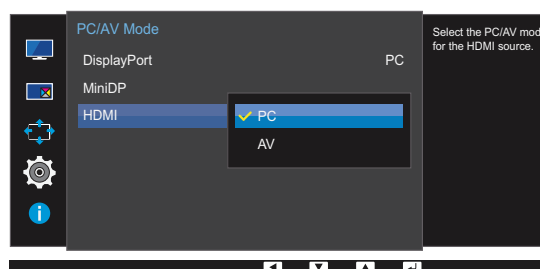 PC/AV Mode
DisplayPort PC
MiniDP
HDMI
PC
AV
Select the PC/AV mod
for the HDMI source.